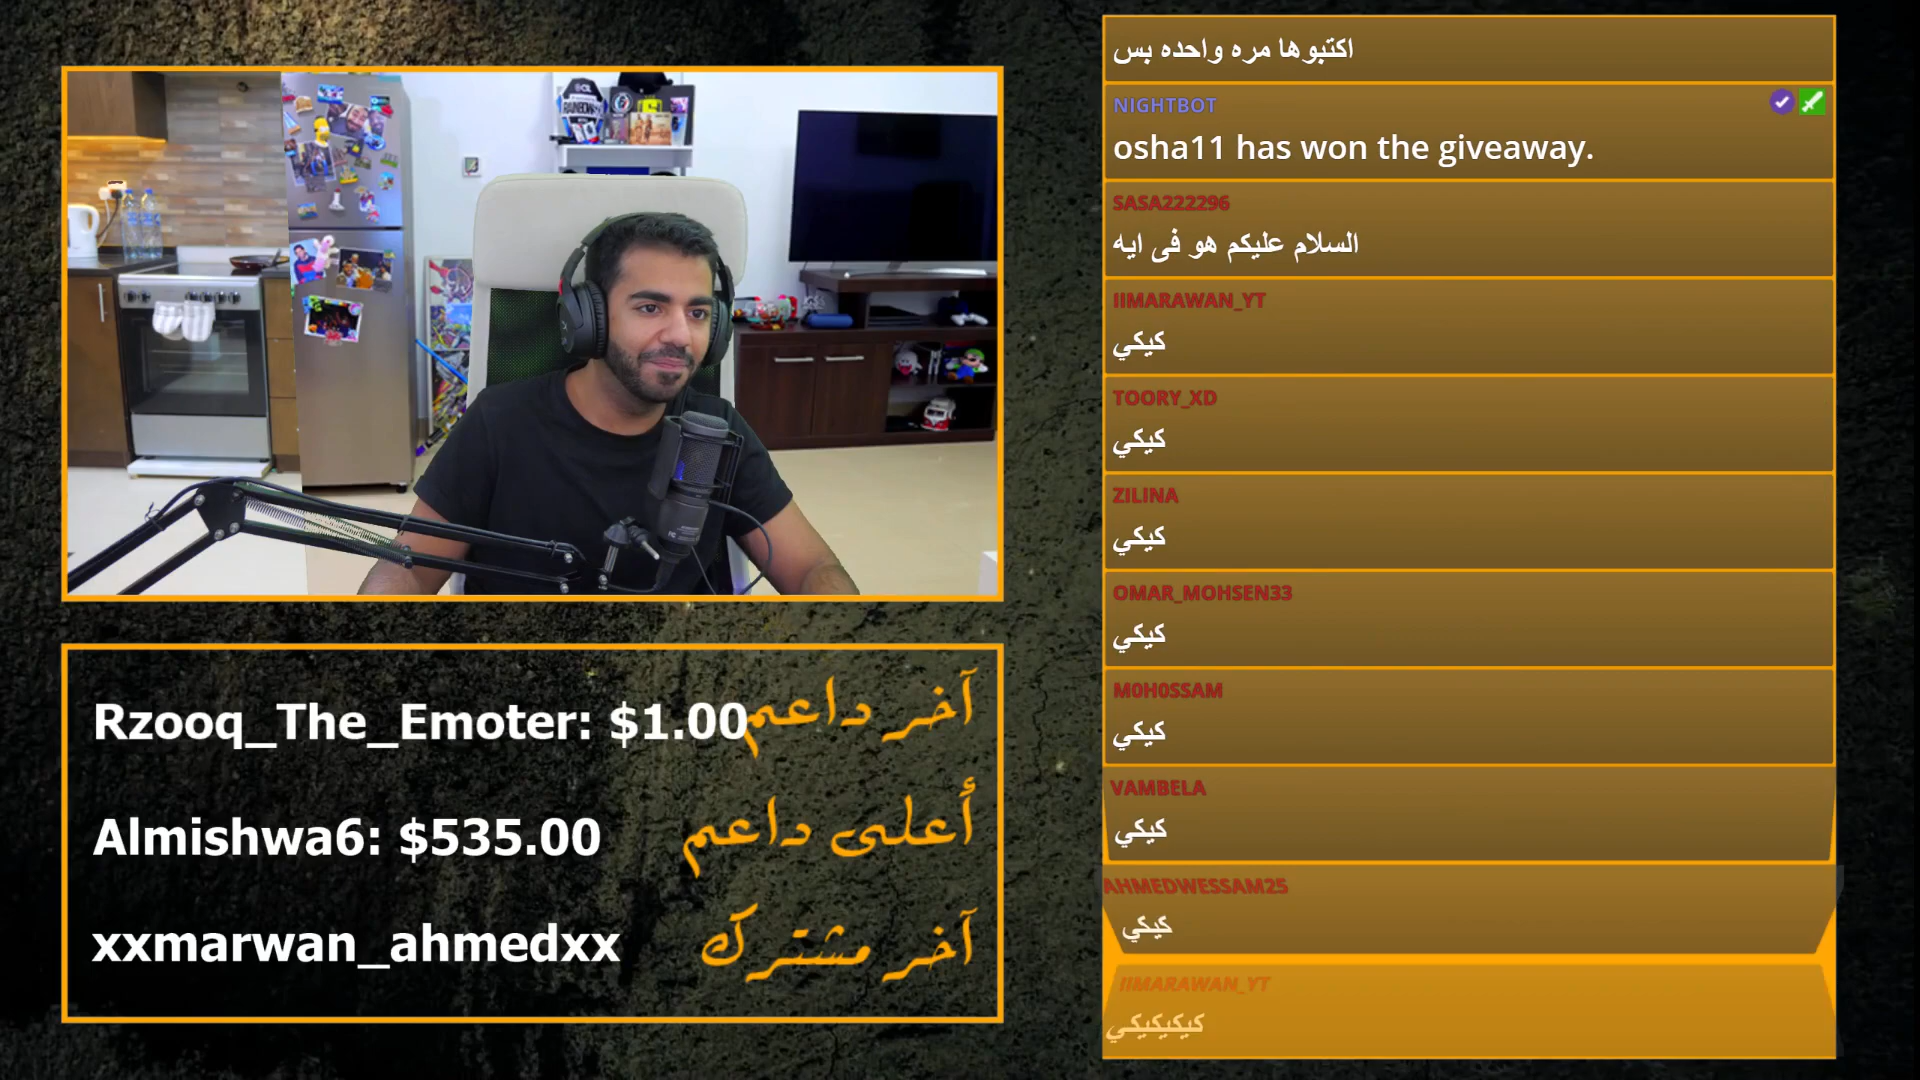 اكتبوها مره واحده بس
NIGHTBOT
osha11 has won the giveaway.
SASA222296
السلام عليكم هو فى ايه
IIMARAWAN_YT
كيكي
TOORY_XD
كيكي
ZILINA
كيكي
OMAR_MOHSEN33
كيكي
M0H0SSAM
كيكي
VAMBELA
كيكي
AHMEDWESSAM25
كيكي
IIMARAWAN_YT
كيكيكيكي
RAINBOW
Rzooq_The_Emoter: $1.00 آخر داعم
Almishwa6: $535.00 أعلى داعم
xxmarwan_ahmedxx آخر مشترك